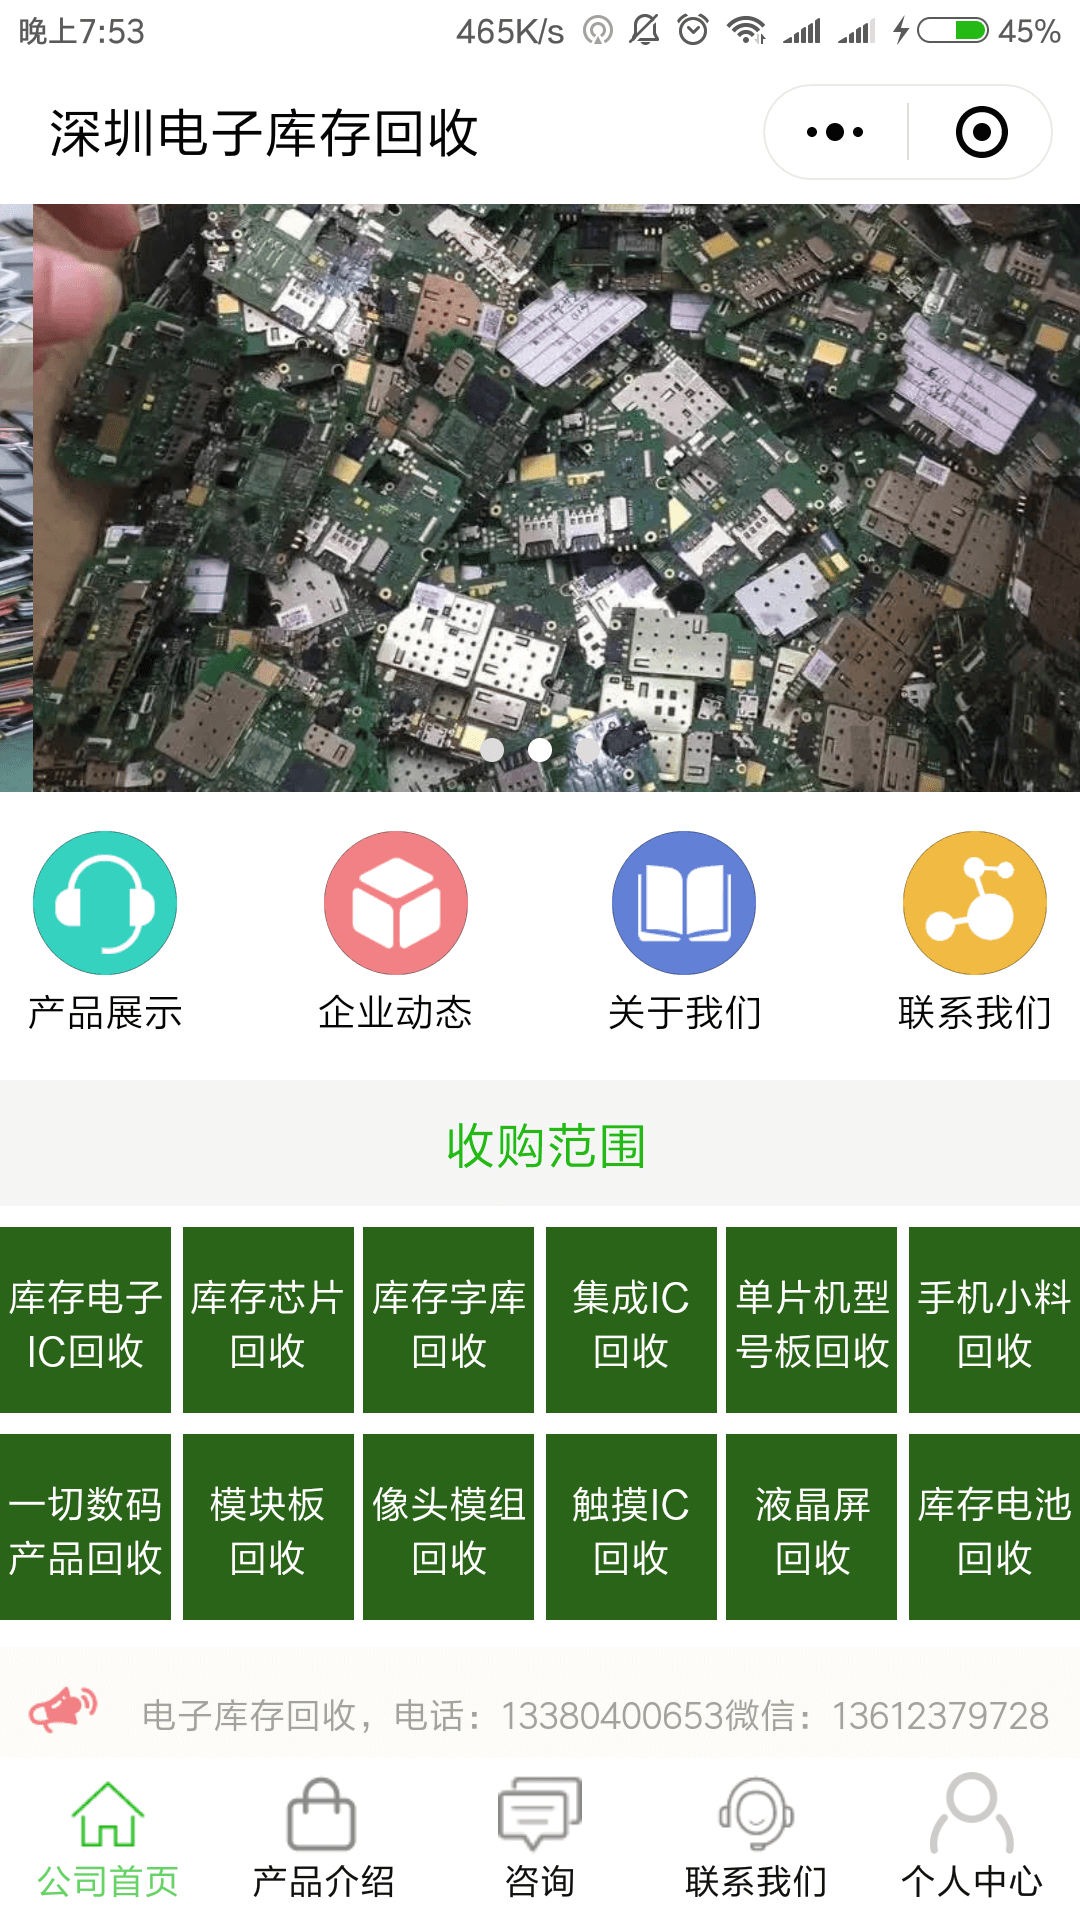 晚上7:53
465K/s
45%
深圳电子库存回收
产品展示
企业动态
关于我们
联系我们
收购范围
库存电子
IC回收
库存芯片
回收
库存字库
回收
集成IC
回收
单片机型
号板回收
手机小料
回收
一切数码
产品回收
模块板
回收
像头模组
回收
触摸IC
回收
液晶屏
回收
库存电池
回收
电子库存回收，电话：13380400653微信：13612379728
公司首页
产品介绍
咨询
联系我们
个人中心